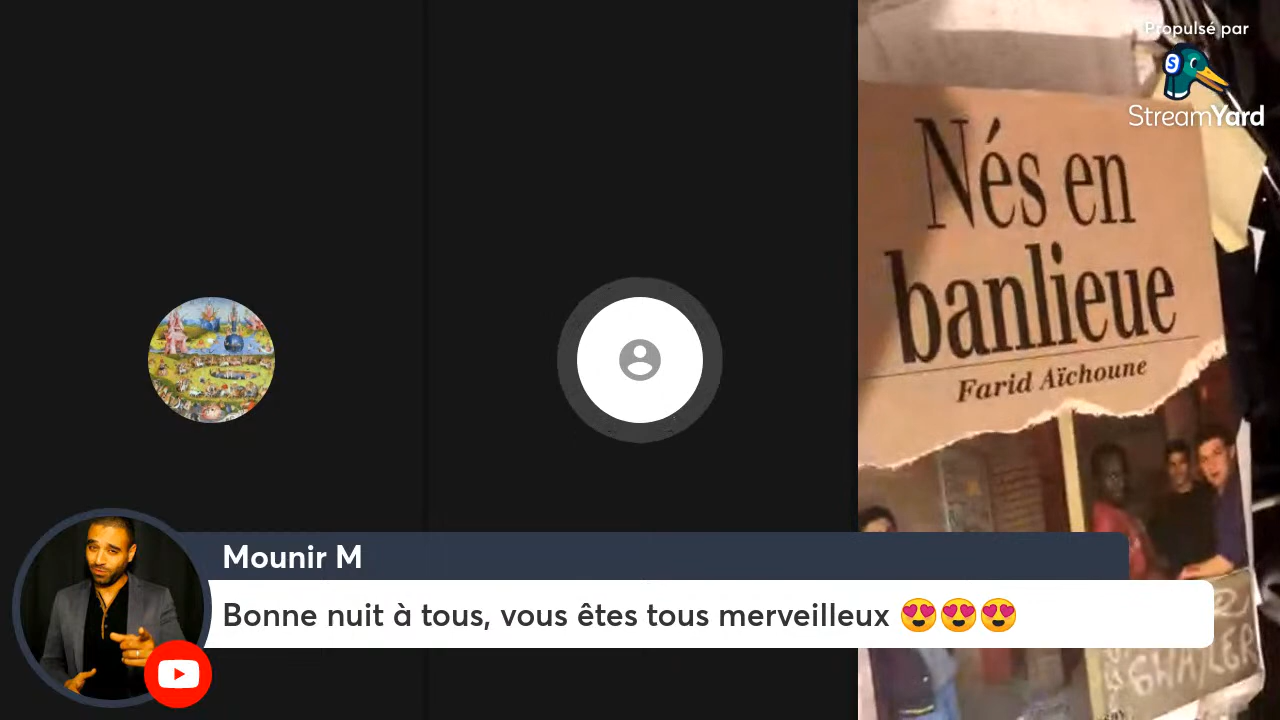 Propulsé par
StreamYard
Nés en
banlieue
Farid Aïchoune
Mounir M
Bonne nuit à tous, vous êtes tous merveilleux 😍😍😍